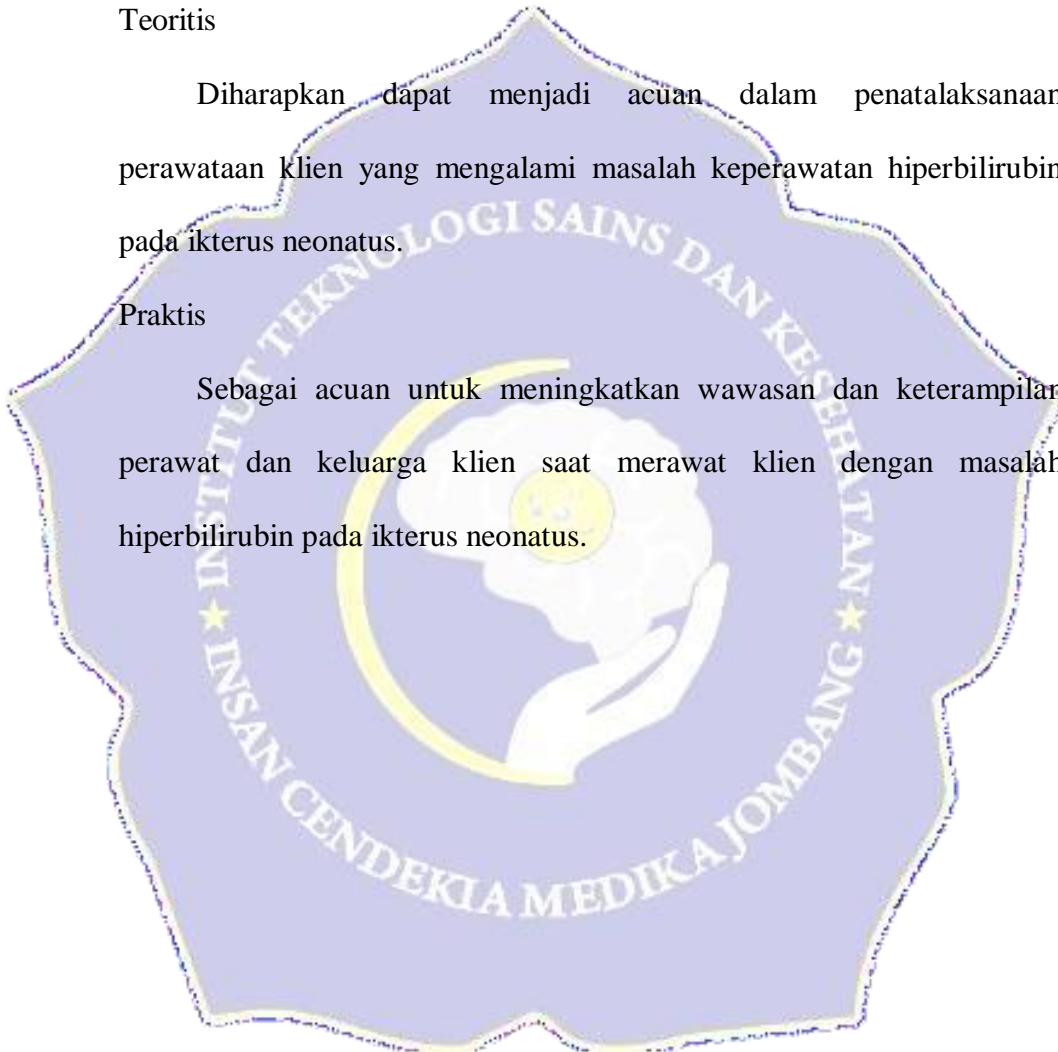 Teoritis
Diharapkan dapat menjadi acuan dalam penatalaksanaan
perawataan klien yang mengalami masalah keperawatan hiperbilirubin
pada ikterus neonatus.
Praktis
Sebagai acuan untuk meningkatkan wawasan dan keterampilan
perawat dan keluarga klien saat merawat klien dengan masalah
hiperbilirubin pada ikterus neonatus.
INSTITUT TEKNOLOGI SAINS DAN KESEHATAN
INSAN CENDEKIA MEDIKA JOMBANG